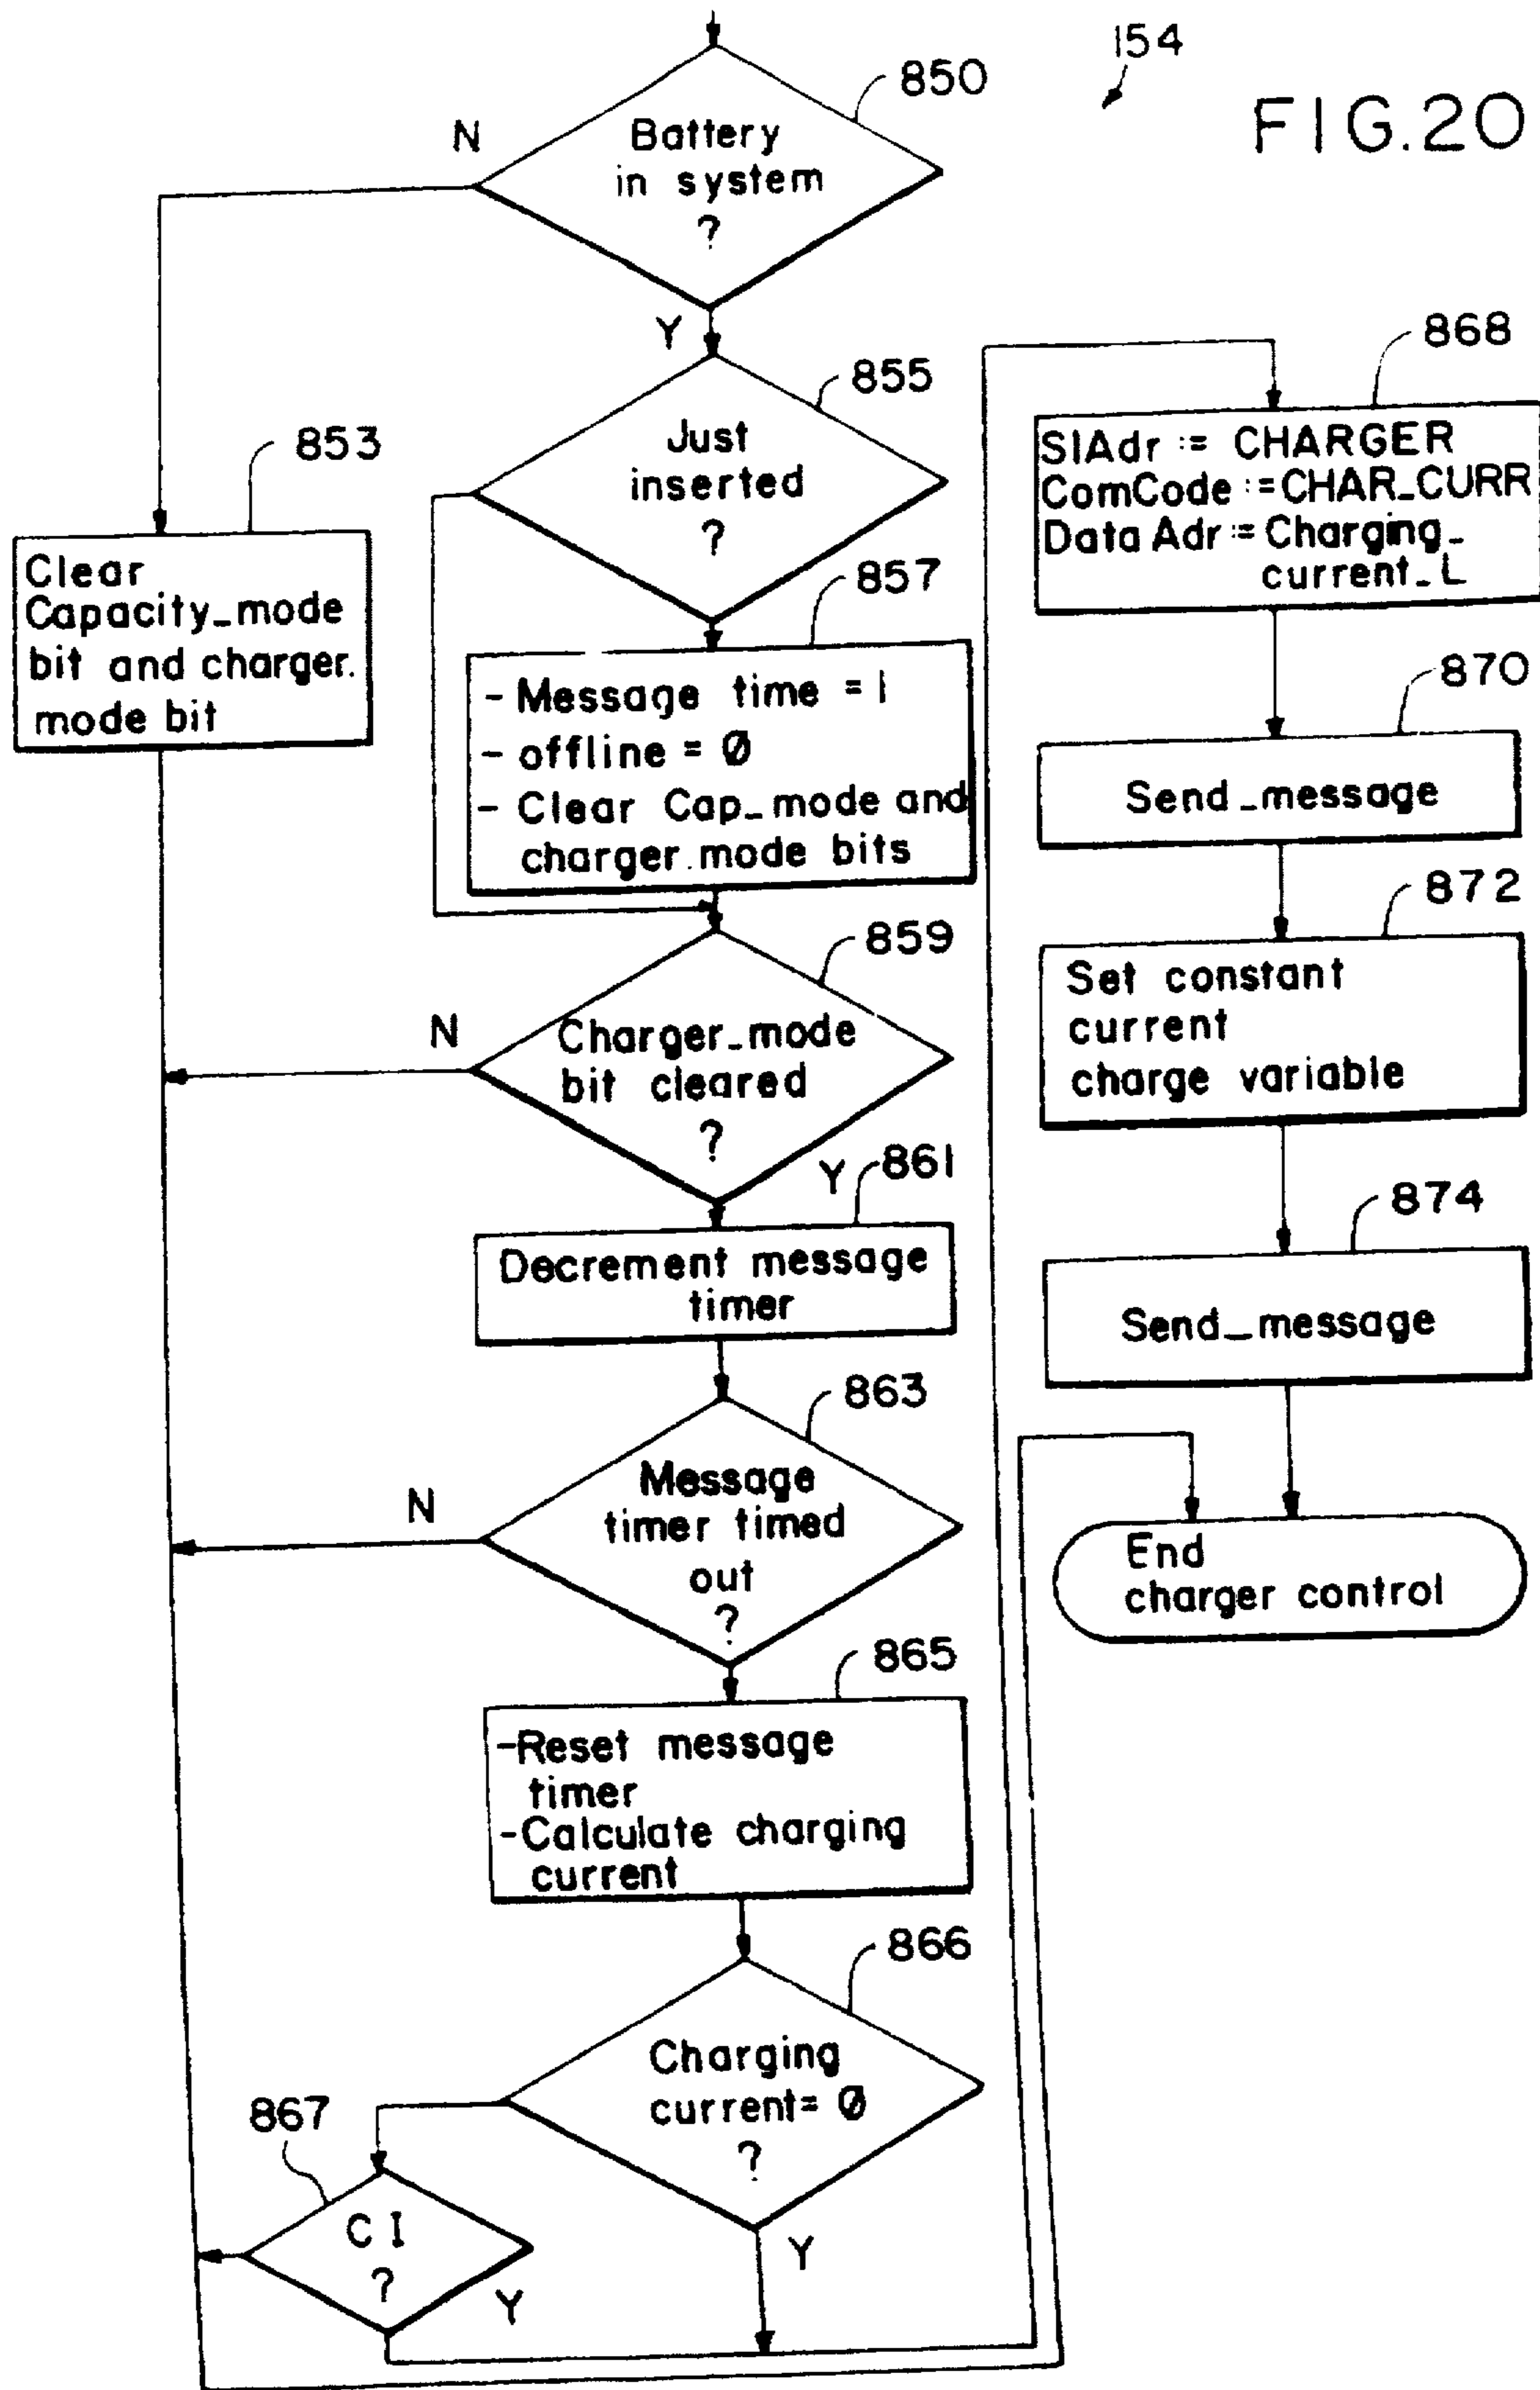 154
FIG.20
850
N
Battery
in system
?
Y
855
Just
inserted
?
853
Clear
Capacity_mode
bit and charger.
mode bit
857
- Message time = 1
- offline = Ø
- Clear Cap_mode and
charger.mode bits
859
N
Charger_mode
bit cleared
?
Y
861
Decrement message
timer
863
N
Message
timer timed
out
?
865
-Reset message
timer
-Calculate charging
current
866
Charging
current= Ø
?
Y
867
C I
?
Y
868
SlAdr := CHARGER
ComCode :=CHAR_CURR
Data Adr := Charging_
current_L
870
Send_message
872
Set constant
current
charge variable
874
Send_message
End
charger control